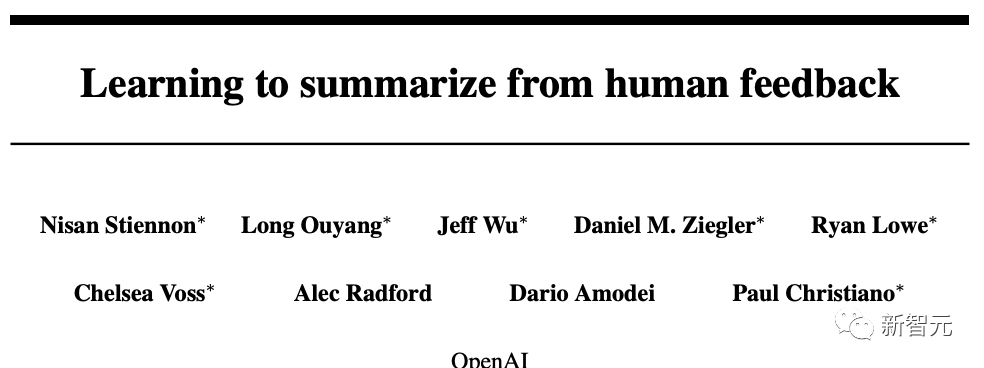 Learning to summarize from human feedback
Nisan Stiennon* Long Ouyang* Jeff Wu* Daniel M. Ziegler* Ryan Lowe*
Chelsea Voss* Alec Radford Dario Amodei Paul Christiano*
新智元
OpenAI